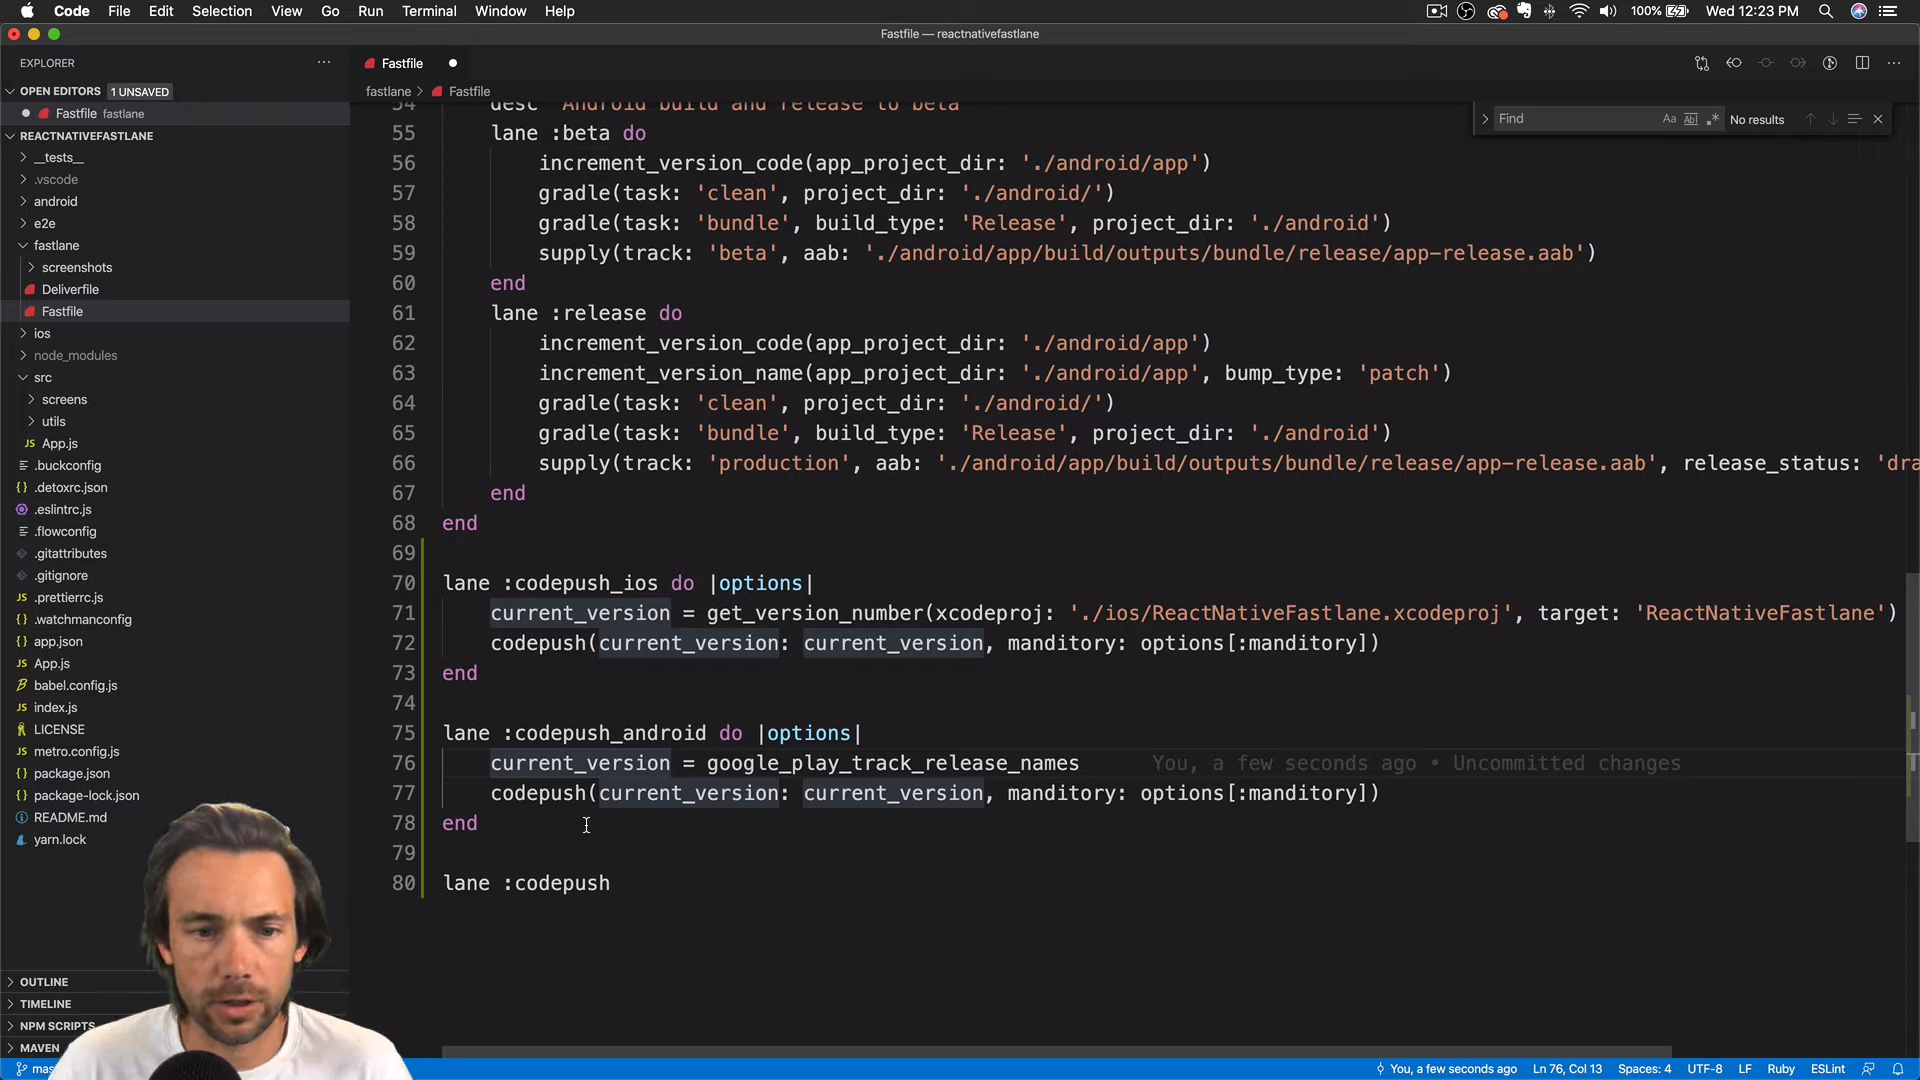 Code File Edit Selection View Go Run Terminal Window Help 100% Wed 12:23 PM
Fastfile — reactnativefastlane
EXPLORER
Fastfile
OPEN EDITORS 1 UNSAVED
fastlane > Fastfile
Fastfile fastlane
REACTNATIVEFASTLANE
__tests__
.vscode
android
e2e
fastlane
screenshots
Deliverfile
Fastfile
ios
node_modules
src
screens
utils
App.js
.buckconfig
.detoxrc.json
.eslintrc.js
.flowconfig
.gitattributes
.gitignore
.prettierrc.js
.watchmanconfig
app.json
App.js
babel.config.js
index.js
LICENSE
metro.config.js
package.json
package-lock.json
README.md
yarn.lock
OUTLINE
TIMELINE
NPM SCRIPTS
MAVEN
Find Aa Abl .* No results
54 desc Android build and release to beta
55 lane :beta do
56 increment_version_code(app_project_dir: './android/app')
57 gradle(task: 'clean', project_dir: './android/')
58 gradle(task: 'bundle', build_type: 'Release', project_dir: './android')
59 supply(track: 'beta', aab: './android/app/build/outputs/bundle/release/app-release.aab')
60 end
61 lane :release do
62 increment_version_code(app_project_dir: './android/app')
63 increment_version_name(app_project_dir: './android/app', bump_type: 'patch')
64 gradle(task: 'clean', project_dir: './android/')
65 gradle(task: 'bundle', build_type: 'Release', project_dir: './android')
66 supply(track: 'production', aab: './android/app/build/outputs/bundle/release/app-release.aab', release_status: 'dra
67 end
68 end
69
70 lane :codepush_ios do |options|
71 current_version = get_version_number(xcodeproj: './ios/ReactNativeFastlane.xcodeproj', target: 'ReactNativeFastlane')
72 codepush(current_version: current_version, manditory: options[:manditory])
73 end
74
75 lane :codepush_android do |options|
76 current_version = google_play_track_release_names You, a few seconds ago • Uncommitted changes
77 codepush(current_version: current_version, manditory: options[:manditory])
78 end
79
80 lane :codepush
mas You, a few seconds ago Ln 76, Col 13 Spaces: 4 UTF-8 LF Ruby ESLint